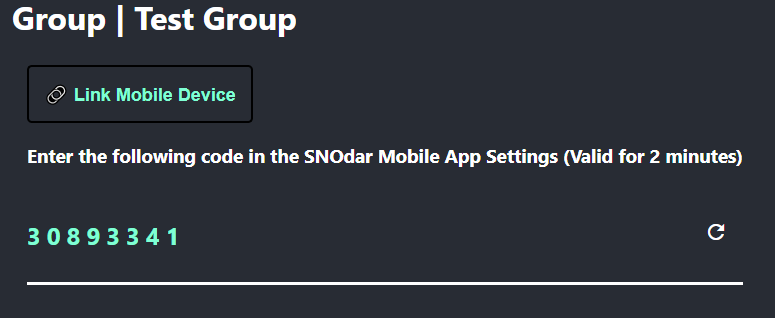 Group | Test Group
Link Mobile Device
Enter the following code in the SNOdar Mobile App Settings (Valid for 2 minutes)
3 0 8 9 3 3 4 1